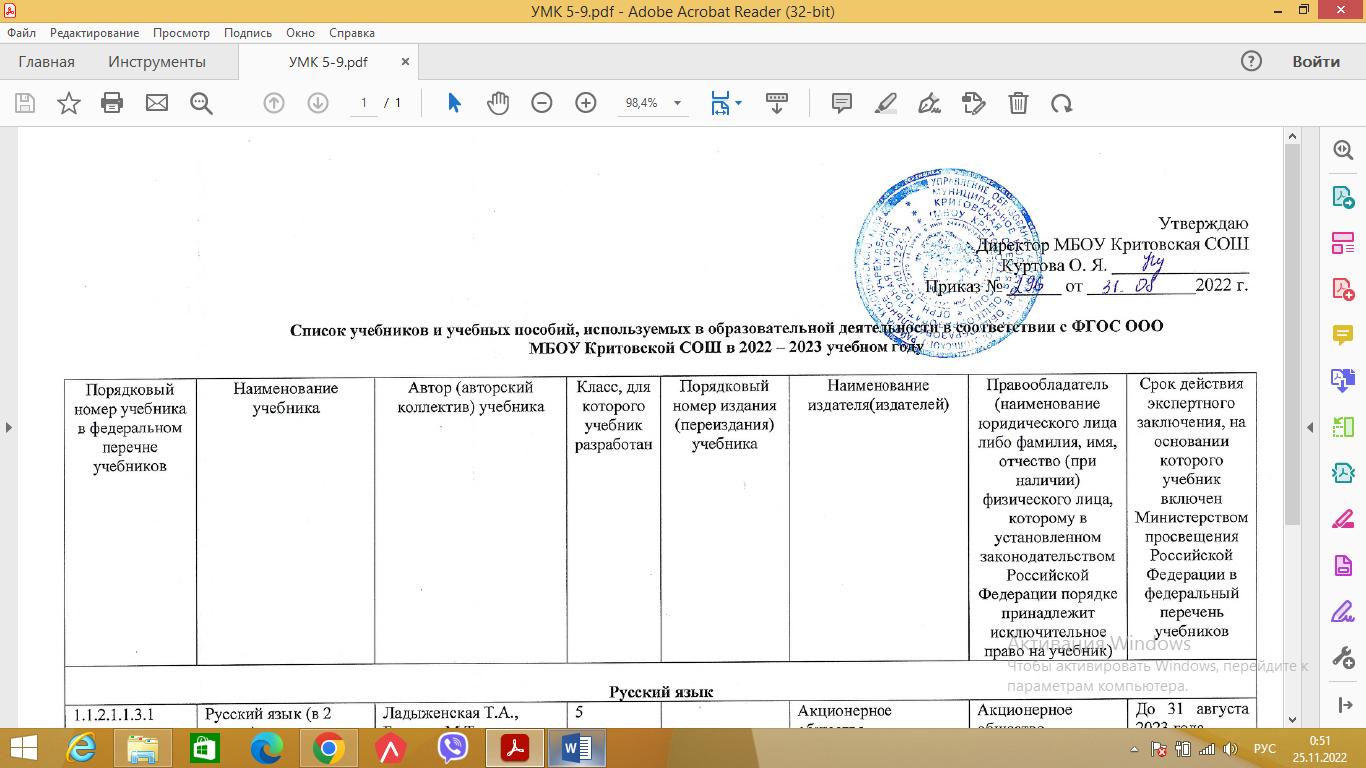 УМК 5-9.pdf - Adobe Acrobat Reader (32-bit)
Файл Редактирование Просмотр Подпись Окно Справка
Главная Инструменты УМК 5-9.pdf × Войти
1 / 1 98,4%
Утверждаю
Директор МБОУ Критовская СОШ
Куртова О. Я.
Приказ № 296 от 31. 08 2022 г.
Список учебников и учебных пособий, используемых в образовательной деятельности в соответствии с ФГОС ООО
МБОУ Критовской СОШ в 2022 – 2023 учебном году
Порядковый
номер учебника
в федеральном
перечне
учебников
Наименование
учебника
Автор (авторский
коллектив) учебника
Класс, для
которого
учебник
разработан
Порядковый
номер издания
(переиздания)
учебника
Наименование
издателя(издателей)
Правообладатель
(наименование
юридического лица
либо фамилия, имя,
отчество (при
наличии)
физического лица,
которому в
установленном
законодательством
Российской
Федерации порядке
принадлежит
исключительное
право на учебник)
Срок действия
экспертного
заключения, на
основании
которого
учебник
включен
Министерством
просвещения
Российской
Федерации в
федеральный
перечень
учебников
Активация Windows
Чтобы активировать Windows, перейдите к
параметрам компьютера.
Русский язык
1.1.2.1.1.3.1
Русский язык (в 2
Ладыженская Т.А.,
5
Акционерное
Акционерное
До 31 августа
2023 года
РУС
0:51
25.11.2022